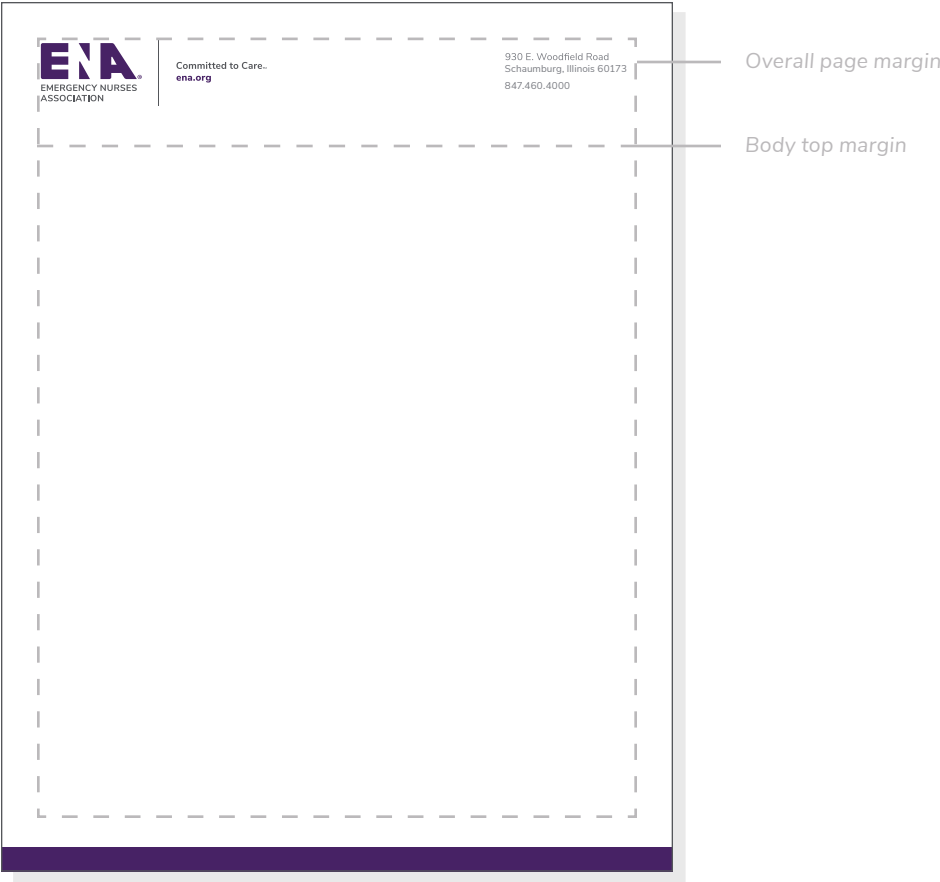 ENA®
EMERGENCY NURSES
ASSOCIATION
Committed to Care℠
ena.org
930 E. Woodfield Road
Schaumburg, Illinois 60173
847.460.4000
Overall page margin
Body top margin